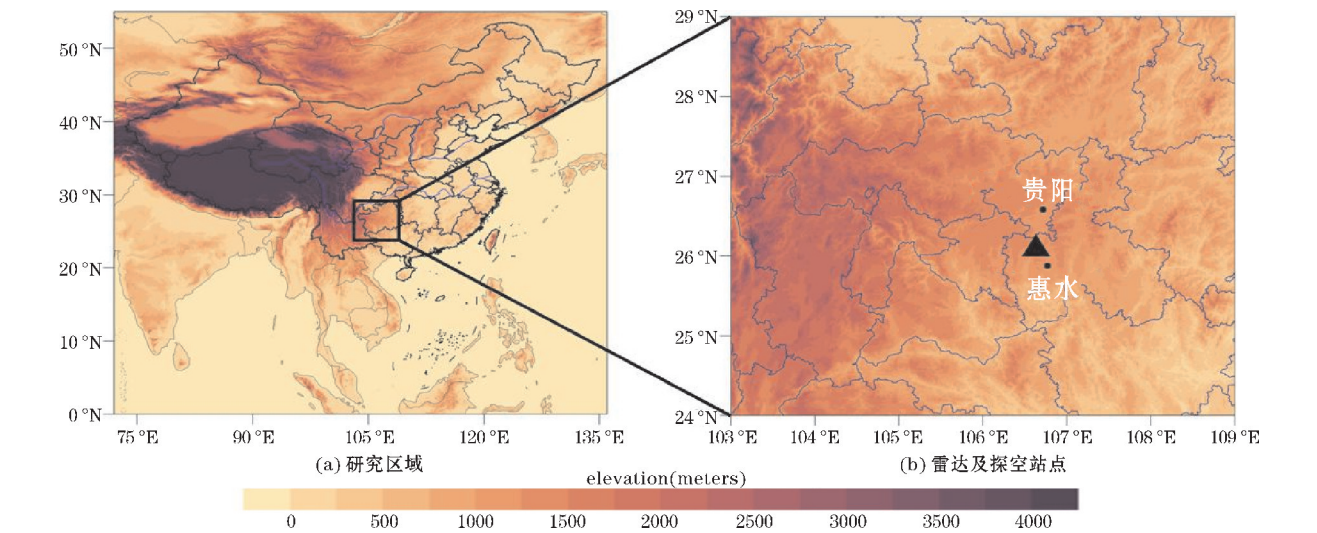 50 °N
40 °N
30 °N
20 °N
10 °N
0 °N
75 °E 90 °E 105 °E 120 °E 135 °E
(a) 研究区域
29 °N
28 °N
27 °N
26 °N
25 °N
24 °N
贵阳
惠水
103 °E 104 °E 105 °E 106 °E 107 °E 108 °E 109 °E
(b) 雷达及探空站点
elevation(meters)
0 500 1000 1500 2000 2500 3000 3500 4000